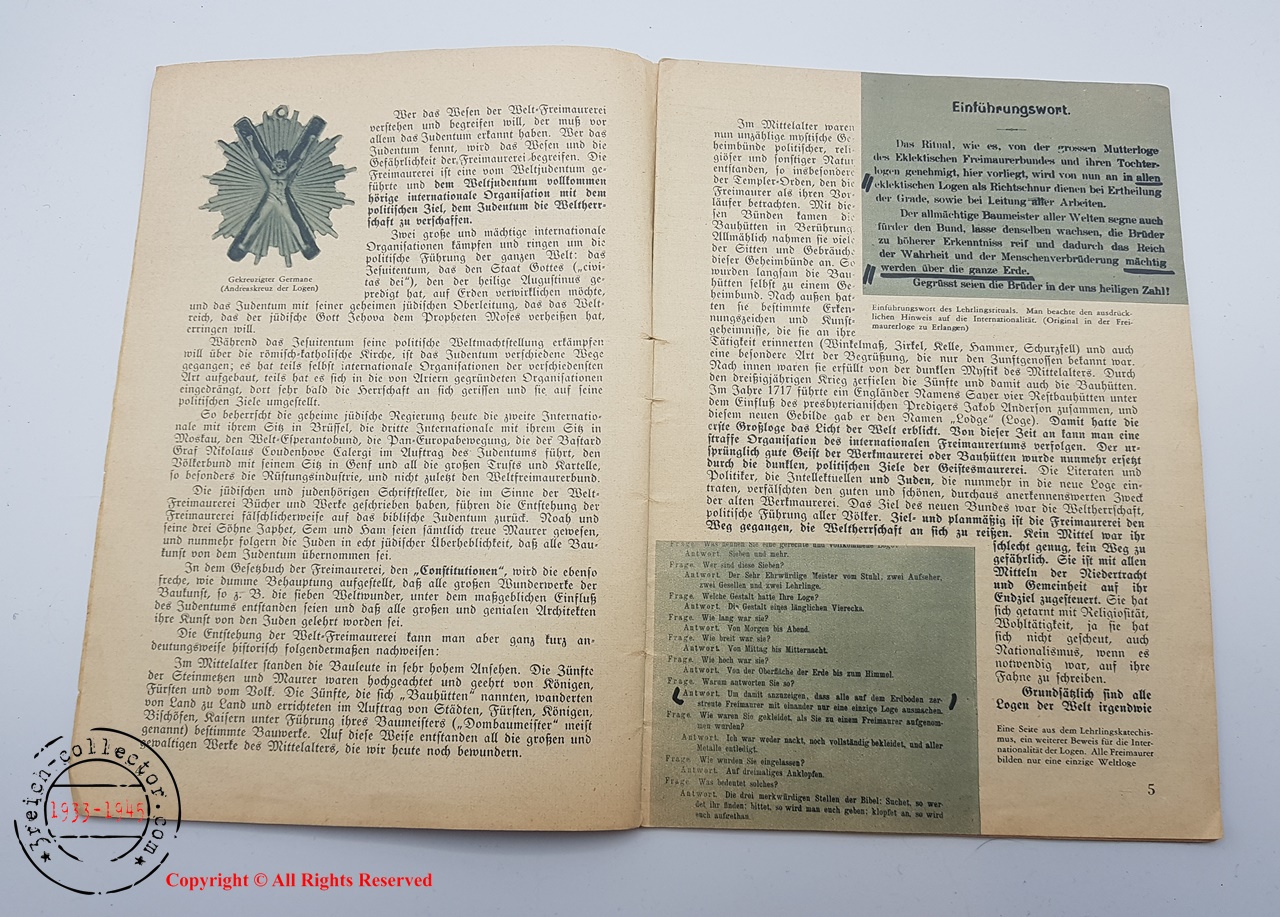 Wer das Wesen der Welt-Freimaurerei
verstehen und begreifen will, der muß vor
allem das Judentum erkannt haben. Wer das
Judentum kennt, wird das Wesen und die
Gefährlichkeit der Freimaurerei begreifen. Die
Freimaurerei ist eine vom Weltjudentum ge-
führte und dem Weltjudentum vollkommen
hörige internationale Organisation mit dem
politischen Ziel, dem Judentum die Weltherr-
schaft zu verschaffen.
Zwei große und mächtige internationale
Organisationen kämpfen und ringen um die
politische Führung der ganzen Welt: das
Jesuitentum, das den Staat Gottes („civi-
tas dei“), den der heilige Augustinus ge-
predigt hat, auf Erden verwirklichen möchte,
Gekreuzigter Germane
(Andreaskreuz der Logen)
und das Judentum mit seiner geheimen jüdischen Oberleitung, das das Welt-
reich, das der jüdische Gott Jehova dem Propheten Moses verheißen hat,
erringen will.
Während das Jesuitentum seine politische Weltmachtstellung erkämpfen
will über die römisch-katholische Kirche, ist das Judentum verschiedene Wege
gegangen; es hat teils selbst internationale Organisationen der verschiedensten
Art aufgebaut, teils hat es sich in die von Ariern gegründeten Organisationen
eingedrängt, dort sehr bald die Herrschaft an sich gerissen und sie auf seine
politischen Ziele umgestellt.
So beherrscht die geheime jüdische Regierung heute die zweite Internatio-
nale mit ihrem Sitz in Brüssel, die dritte Internationale mit ihrem Sitz in
Moskau, den Welt-Esperantobund, die Pan-Europabewegung, die der Bastard
Graf Nikolaus Coudenhove Calergi im Auftrag des Judentums führt, den
Völkerbund mit seinem Sitz in Genf und all die großen Trusts und Kartelle,
so besonders die Rüstungsindustrie, und nicht zuletzt den Weltfreimaurerbund.
Die jüdischen und judenhörigen Schriftsteller, die im Sinne der Welt-
Freimaurerei Bücher und Werke geschrieben haben, führen die Entstehung der
Freimaurerei fälschlicherweise auf das biblische Judentum zurück. Noah und
seine drei Söhne Japhet, Sem und Ham seien sämtlich treue Maurer gewesen,
und nunmehr folgern die Juden in echt jüdischer Überheblichkeit, daß alle Bau-
kunst von dem Judentum übernommen sei.
In dem Gesetzbuch der Freimaurerei, den „Constitutionen“, wird die ebenso
freche, wie dumme Behauptung aufgestellt, daß alle großen Wunderwerke der
Baukunst, so z. B. die sieben Weltwunder, unter dem maßgeblichen Einfluß
des Judentums entstanden seien und daß alle großen und genialen Architekten
ihre Kunst von den Juden gelehrt worden sei.
Die Entstehung der Welt-Freimaurerei kann man aber ganz kurz an-
deutungsweise historisch folgendermaßen nachweisen:
Im Mittelalter standen die Bauleute in sehr hohem Ansehen. Die Zünfte
der Steinmetzen und Maurer waren hochgeachtet und geehrt von Königen,
Fürsten und vom Volk. Die Zünfte, die sich „Bauhütten“ nannten, wanderten
von Land zu Land und errichteten im Auftrag von Städten, Fürsten, Königen,
Bischöfen, Kaisern unter Führung ihres Baumeisters („Dombaumeister“ meist
genannt) bestimmte Bauwerke. Auf diese Weise entstanden all die großen und
gewaltigen Werke des Mittelalters, die wir heute noch bewundern.
Im Mittelalter waren
nun unzählige mystische Ge-
heimbünde politischer, reli-
giöser und sonstiger Natur
entstanden, so insbesondere
der Templer-Orden, den die
Freimaurer als ihren Vor-
läufer betrachten. Mit die-
sen Bünden kamen die
Bauhütten in Berührung.
Allmählich nahmen sie viele
der Sitten und Gebräuche
dieser Geheimbünde an. So
wurden langsam die Bau-
hütten selbst zu einem Ge-
heimbund. Nach außen hat-
ten sie bestimmte Erken-
nungszeichen und Kunst-
geheimnisse, die sie an ihre
Einführungswort.
Das Ritual, wie es, von der grossen Mutterloge
des Eklektischen Freimaurerbundes und ihren Tochter-
logen genehmigt, hier vorliegt, wird von nun an in allen
eklektischen Logen als Richtschnur dienen bei Ertheilung
der Grade, sowie bei Leitung aller Arbeiten.
Der allmächtige Baumeister aller Welten segne auch
fürder den Bund, lasse denselben wachsen, die Brüder
zu höherer Erkenntniss reif und dadurch das Reich
der Wahrheit und der Menschenverbrüderung mächtig
werden über die ganze Erde.
Gegrüsst seien die Brüder in der uns heiligen Zahl!
Einführungswort des Lehrlingsrituals. Man beachte den ausdrück-
lichen Hinweis auf die Internationalität. (Original in der Frei-
maurerloge zu Erlangen)
Tätigkeit erinnerten (Winkelmaß, Zirkel, Kelle, Hammer, Schurzfell) und auch
eine besondere Art der Begrüßung, die nur den Zunftgenossen bekannt war.
Nach innen waren sie erfüllt von der dunklen Mystik des Mittelalters. Durch
den dreißigjährigen Krieg zerfielen die Zünfte und damit auch die Bauhütten.
Im Jahre 1717 führte ein Engländer Namens Sayer vier Restbauhütten unter
dem Einfluß des presbyterianischen Predigers Jakob Anderson zusammen, und
diesem neuen Gebilde gab er den Namen „Lodge“ (Loge). Damit hatte die
erste Großloge das Licht der Welt erblickt. Von dieser Zeit an kann man eine
straffe Organisation des internationalen Freimaurertums verfolgen. Der ur-
sprünglich gute Geist der Werkmaurerei oder Bauhütten wurde nunmehr ersetzt
durch die dunklen, politischen Ziele der Geistesmaurerei. Die Literaten und
Politiker, die Intellektuellen und Juden, die nunmehr in die neue Loge ein-
traten, verfälschten den guten und schönen, durchaus anerkennenswerten Zweck
der alten Werkmaurerei. Das Ziel des neuen Bundes war die Weltherrschaft,
politische Führung aller Völker. Ziel- und planmäßig ist die Freimaurerei den
Weg gegangen, die Weltherrschaft an sich zu reißen. Kein Mittel war ihr
schlecht genug, kein Weg zu
gefährlich. Sie ist mit allen
Mitteln der Niedertracht
und Gemeinheit auf ihr
Endziel zugesteuert. Sie hat
sich getarnt mit Religiosität,
Wohltätigkeit, ja sie hat
sich nicht gescheut, auch
Nationalismus, wenn es
notwendig war, auf ihre
Fahne zu schreiben.
Grundsätzlich sind alle
Logen der Welt irgendwie
Frage. Was nennen Sie eine gerechte und vollkommene Loge?
Antwort. Sieben und mehr.
Frage. Wer sind diese Sieben?
Antwort. Der Sehr Ehrwürdige Meister vom Stuhl, zwei Aufseher,
zwei Gesellen und zwei Lehrlinge.
Frage. Welche Gestalt hatte Ihre Loge?
Antwort. Die Gestalt eines länglichen Vierecks.
Frage. Wie lang war sie?
Antwort. Von Morgen bis Abend.
Frage. Wie breit war sie?
Antwort. Von Mittag bis Mitternacht.
Frage. Wie hoch war sie?
Antwort. Von der Oberfläche der Erde bis zum Himmel.
Frage. Warum antworten Sie so?
Antwort. Um damit anzuzeigen, dass alle auf dem Erdboden zer-
streute Freimaurer mit einander nur eine einzige Loge ausmachen.
Frage. Wie waren Sie gekleidet, als Sie zu einem Freimaurer aufgenom-
men wurden?
Antwort. Ich war weder nackt, noch vollständig bekleidet, und aller
Metalle entledigt.
Frage. Wie wurden Sie eingelassen?
Antwort. Auf dreimaliges Anklopfen.
Frage. Was bedeutet solches?
Antwort. Die drei merkwürdigen Stellen der Bibel: Suchet, so wer-
det ihr finden; bittet, so wird man euch geben; klopfet an, so wird
euch aufgethan.
Eine Seite aus dem Lehrlingskatechis-
mus, ein weiterer Beweis für die Inter-
nationalität der Logen. Alle Freimaurer
bilden nur eine einzige Weltloge
5
3reich-collector.com
1933-1945
Copyright © All Rights Reserved